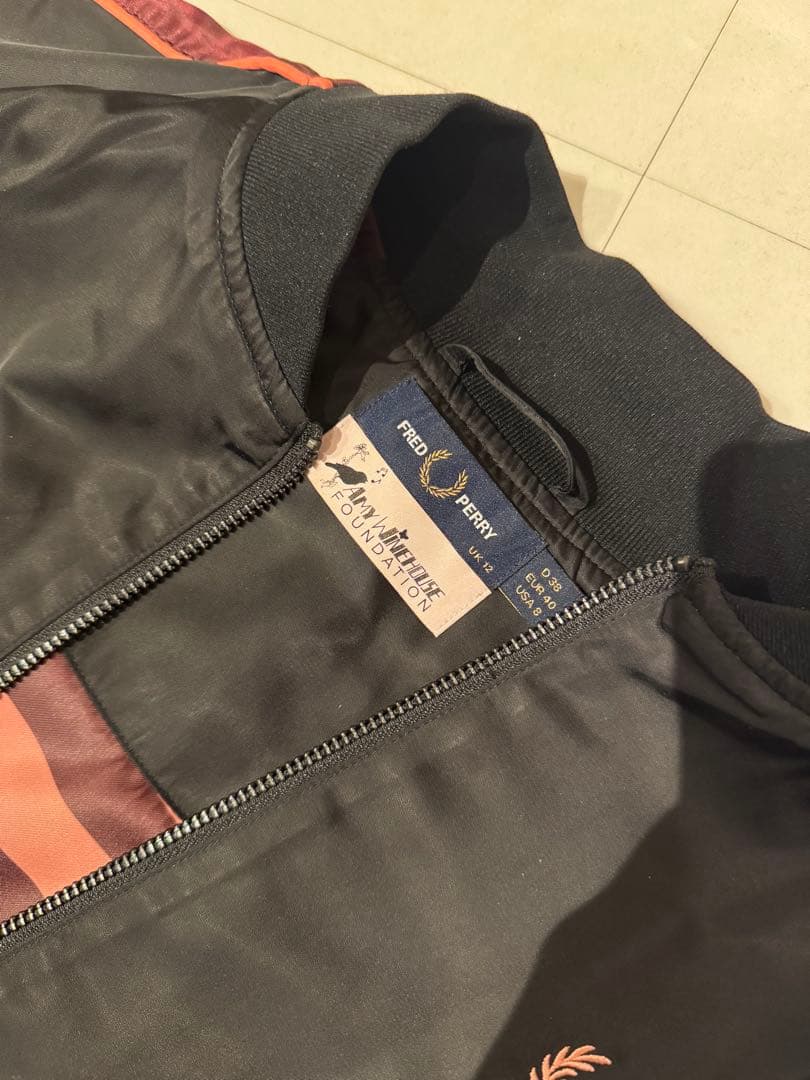 FRED PERRY
UK 12
D 38
EUR 40
USA 8
AMY WINEHOUSE
FOUNDATION